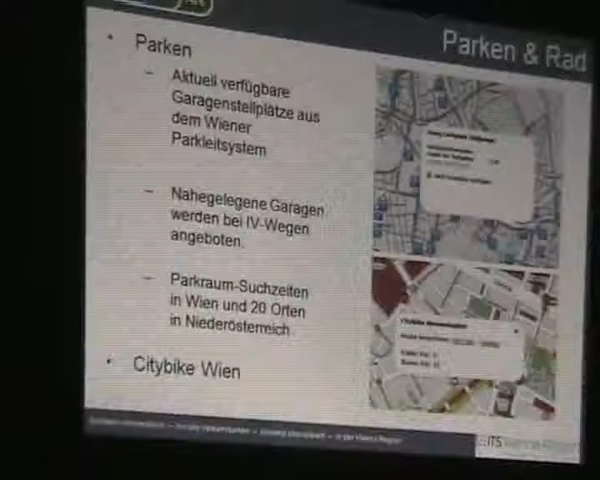 Parken & Rad
• Parken
– Aktuell verfügbare
Garagenstellplätze aus
dem Wiener
Parkleitsystem
– Nahegelegene Garagen
werden bei IV-Wegen
angeboten.
– Parkraum-Suchzeiten
in Wien und 20 Orten
in Niederösterreich
• Citybike Wien
ITS